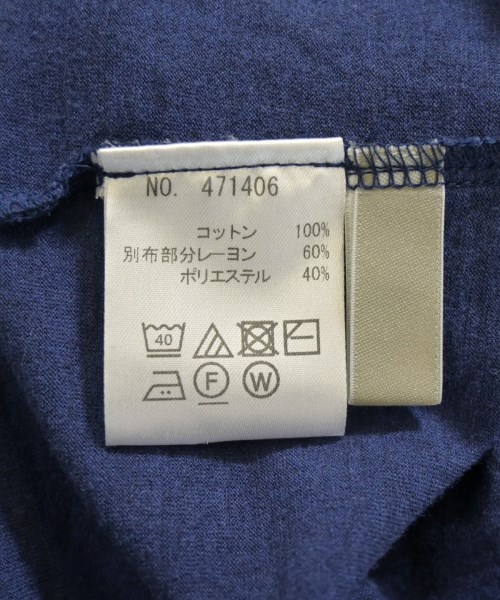 NO. 471406
コットン 100%
別布部分レーヨン 60%
ポリエステル 40%
40
F W